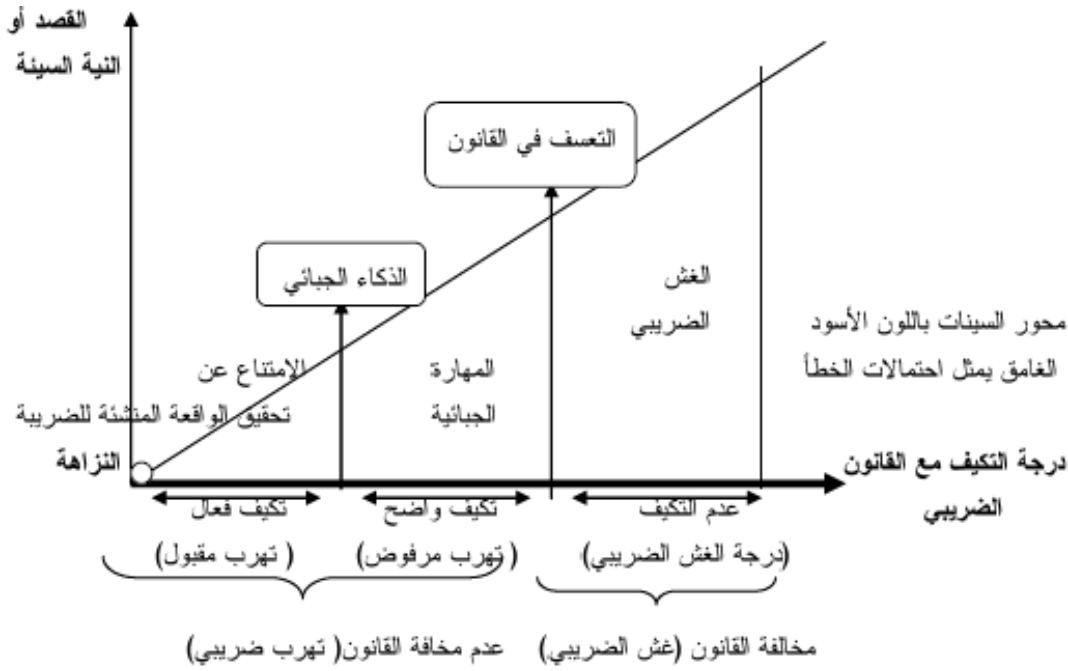 القصد أو
النية السيئة
التعسف في القانون
الذكاء الجبائي
الغش
الضريبي
محور السينات باللون الأسود
الغامق يمثل احتمالات الخطأ
الامتناع عن
تحقيق الواقعة المنشئة للضريبة
المهارة
الجبائية
النزاهة
درجة التكيف مع القانون
الضريبي
تكيف فعال
تكيف واضح
عدم التكيف
( تهرب مقبول)
(تهرب مرفوض )
(درجة الغش الضريبي)
عدم مخافة القانون( تهرب ضريبي)
مخالفة القانون (غش الضريبي)